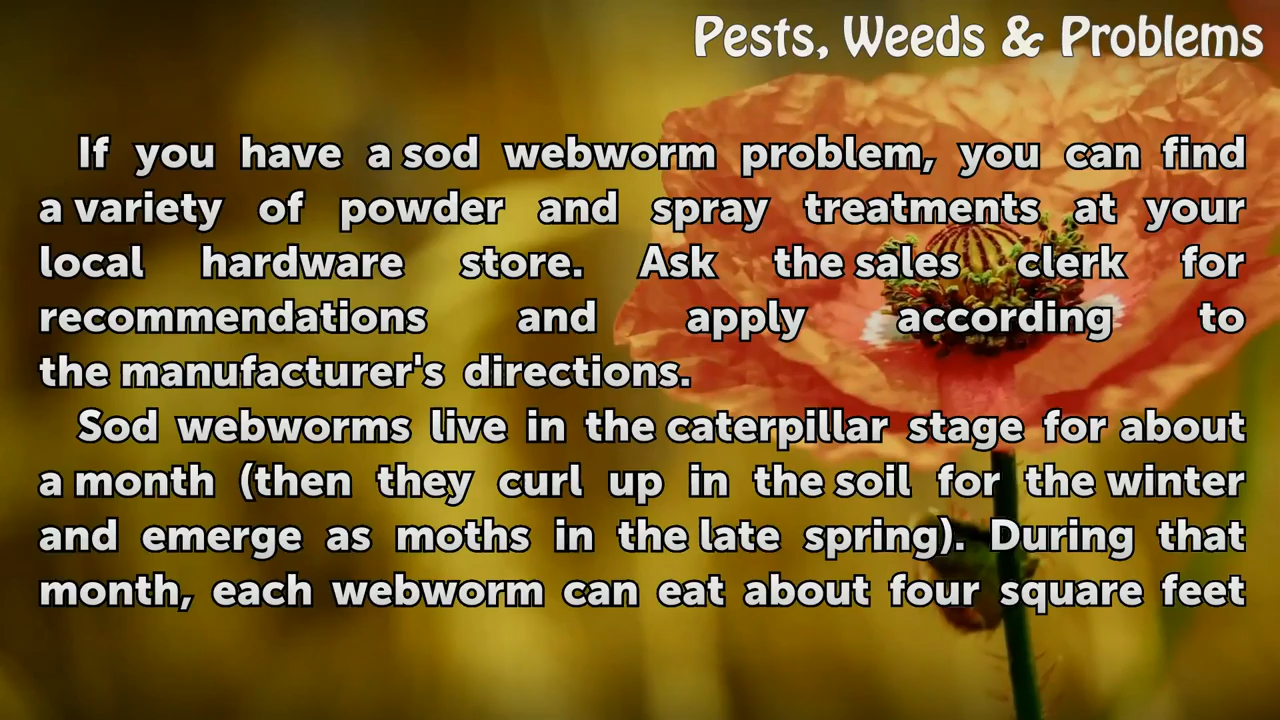 Pests, Weeds & Problems
If you have a sod webworm problem, you can find
a variety of powder and spray treatments at your
local hardware store. Ask the sales clerk for
recommendations and apply according to
the manufacturer's directions.
Sod webworms live in the caterpillar stage for about
a month (then they curl up in the soil for the winter
and emerge as moths in the late spring). During that
month, each webworm can eat about four square feet